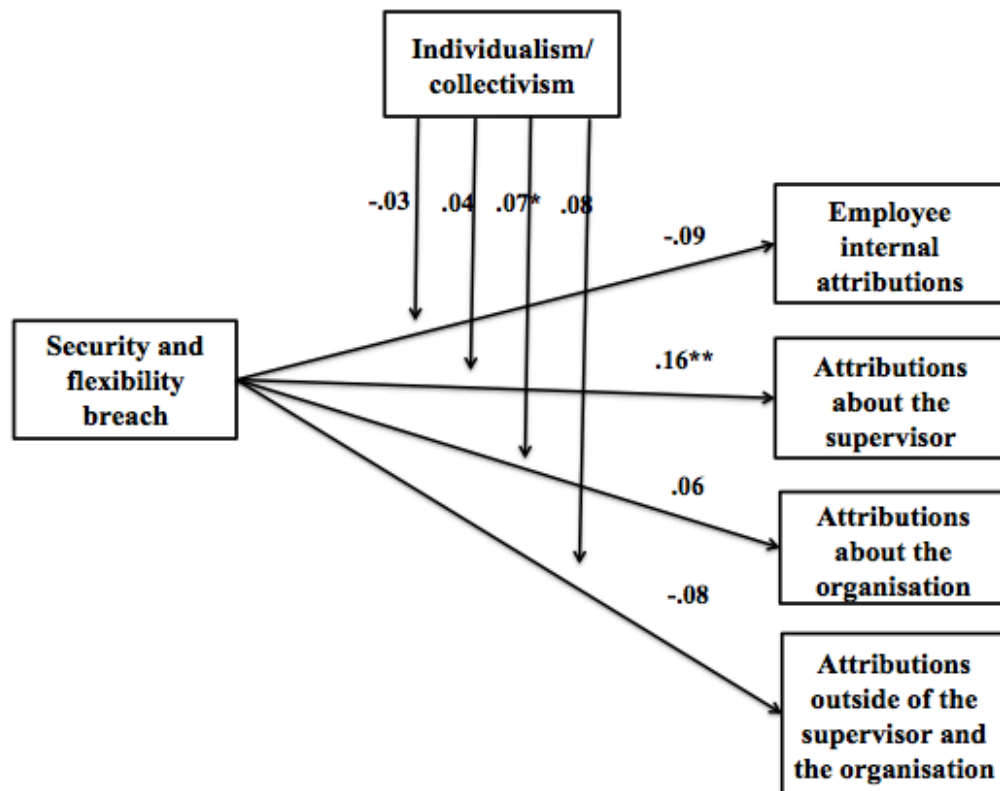 Individualism/
collectivism
-.03
.04
.07*
.08
-.09
Employee
internal
attributions
Security and
flexibility
breach
.16**
Attributions
about the
supervisor
.06
Attributions
about the
organisation
-.08
Attributions
outside of the
supervisor and
the organisation